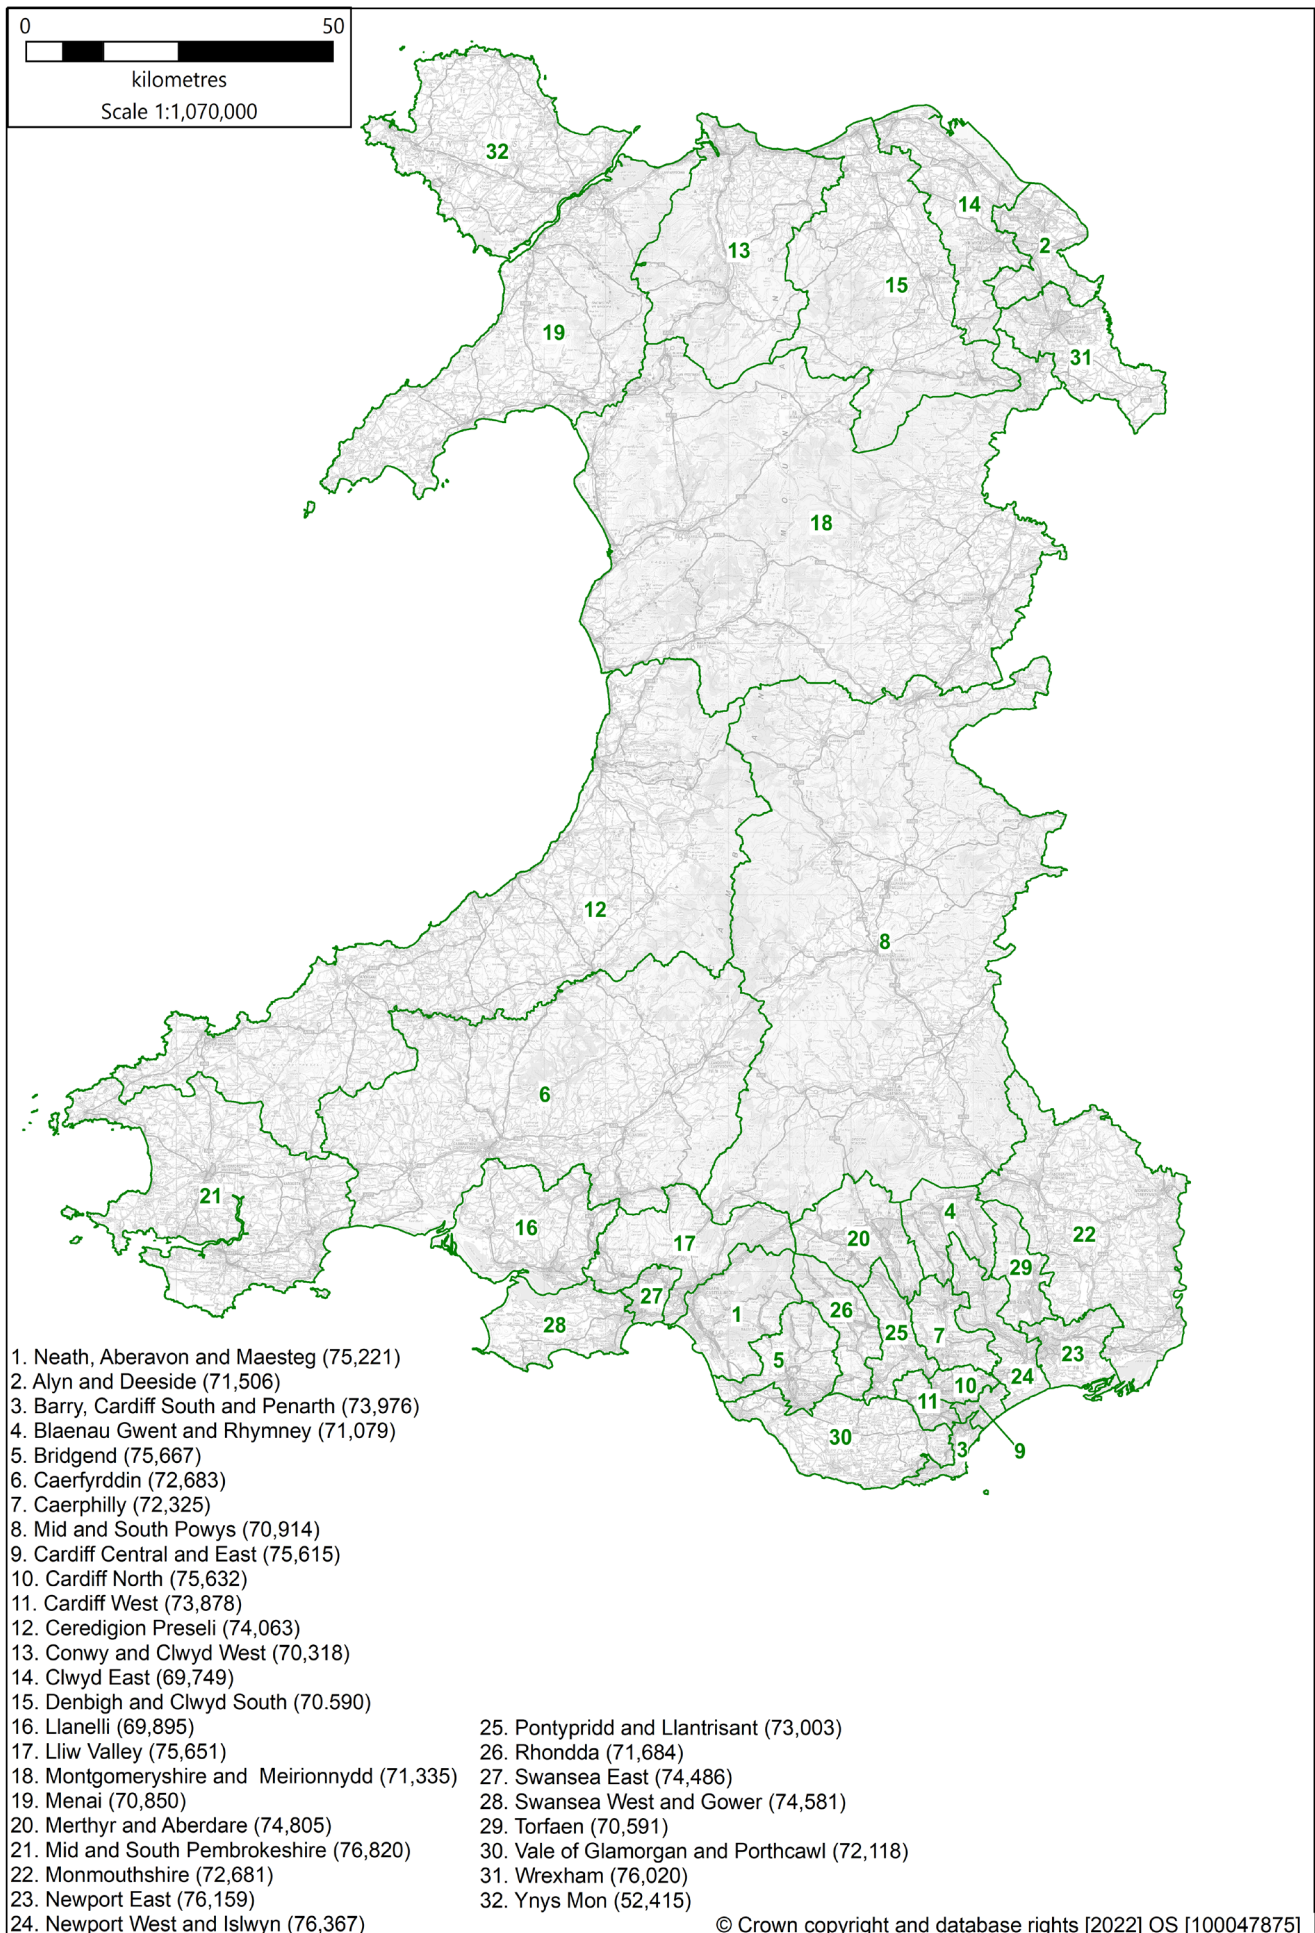 0 50
kilometres
Scale 1:1,070,000
32
14
2
13
15
19
31
18
12
8
6
21
16
17
20
4
22
29
27
1
26
28
25
7
5
23
24
10
11
30
3
9
1. Neath, Aberavon and Maesteg (75,221)
2. Alyn and Deeside (71,506)
3. Barry, Cardiff South and Penarth (73,976)
4. Blaenau Gwent and Rhymney (71,079)
5. Bridgend (75,667)
6. Caerfyrddin (72,683)
7. Caerphilly (72,325)
8. Mid and South Powys (70,914)
9. Cardiff Central and East (75,615)
10. Cardiff North (75,632)
11. Cardiff West (73,878)
12. Ceredigion Preseli (74,063)
13. Conwy and Clwyd West (70,318)
14. Clwyd East (69,749)
15. Denbigh and Clwyd South (70.590)
16. Llanelli (69,895)
17. Lliw Valley (75,651)
18. Montgomeryshire and Meirionnydd (71,335)
19. Menai (70,850)
20. Merthyr and Aberdare (74,805)
21. Mid and South Pembrokeshire (76,820)
22. Monmouthshire (72,681)
23. Newport East (76,159)
24. Newport West and Islwyn (76,367)
25. Pontypridd and Llantrisant (73,003)
26. Rhondda (71,684)
27. Swansea East (74,486)
28. Swansea West and Gower (74,581)
29. Torfaen (70,591)
30. Vale of Glamorgan and Porthcawl (72,118)
31. Wrexham (76,020)
32. Ynys Mon (52,415)
© Crown copyright and database rights [2022] OS [100047875]